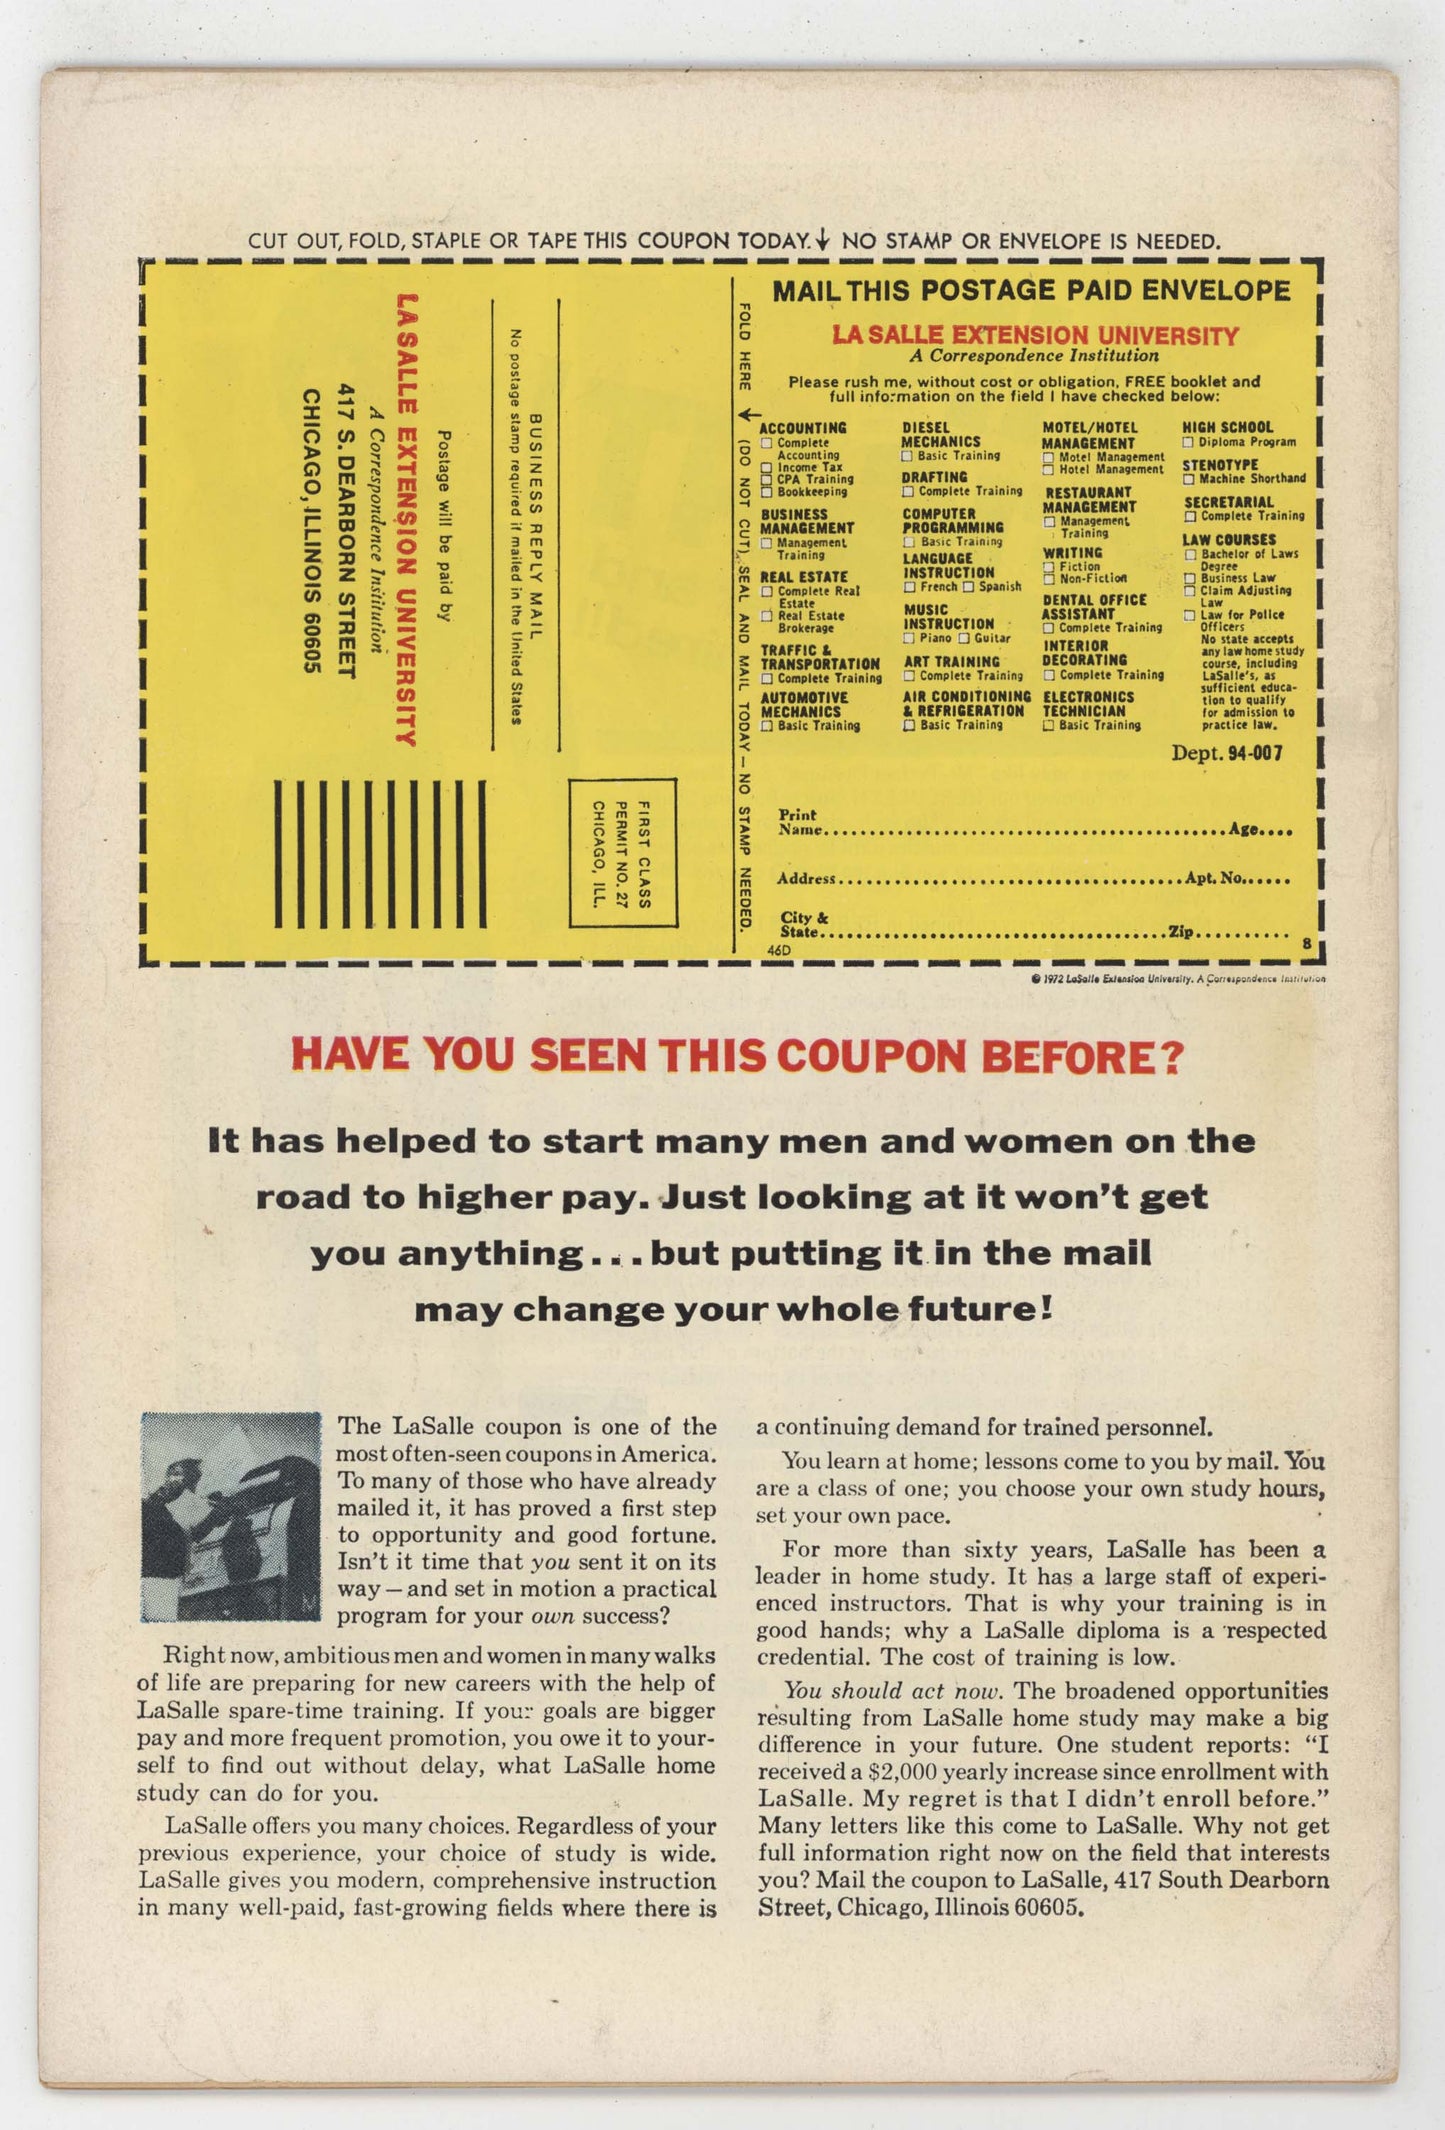 CUT OUT, FOLD, STAPLE OR TAPE THIS COUPON TODAY. ↓ NO STAMP OR ENVELOPE IS NEEDED.
LA SALLE EXTENSION UNIVERSITY
A Correspondence Institution
417 S. DEARBORN STREET
CHICAGO, ILLINOIS 60605
Postage will be paid by
No postage stamp required if mailed in the United States
BUSINESS REPLY MAIL
FIRST CLASS
PERMIT NO. 27
CHICAGO, ILL.
FOLD HERE ↓ (DO NOT CUT), SEAL AND MAIL TODAY — NO STAMP NEEDED.
MAIL THIS POSTAGE PAID ENVELOPE
LA SALLE EXTENSION UNIVERSITY
A Correspondence Institution
Please rush me, without cost or obligation, FREE booklet and
full information on the field I have checked below:
ACCOUNTING
☐ Complete
Accounting
☐ Income Tax
☐ CPA Training
☐ Bookkeeping
BUSINESS
MANAGEMENT
☐ Management
Training
REAL ESTATE
☐ Complete Real
Estate
☐ Real Estate
Brokerage
TRAFFIC &
TRANSPORTATION
☐ Complete Training
AUTOMOTIVE
MECHANICS
☐ Basic Training
DIESEL
MECHANICS
☐ Basic Training
DRAFTING
☐ Complete Training
COMPUTER
PROGRAMMING
☐ Basic Training
LANGUAGE
INSTRUCTION
☐ French ☐ Spanish
MUSIC
INSTRUCTION
☐ Piano ☐ Guitar
ART TRAINING
☐ Complete Training
AIR CONDITIONING
& REFRIGERATION
☐ Basic Training
MOTEL/HOTEL
MANAGEMENT
☐ Motel Management
☐ Hotel Management
RESTAURANT
MANAGEMENT
☐ Management
Training
WRITING
☐ Fiction
☐ Non-Fiction
DENTAL OFFICE
ASSISTANT
☐ Complete Training
INTERIOR
DECORATING
☐ Complete Training
ELECTRONICS
TECHNICIAN
☐ Basic Training
HIGH SCHOOL
☐ Diploma Program
STENOTYPE
☐ Machine Shorthand
SECRETARIAL
☐ Complete Training
LAW COURSES
☐ Bachelor of Laws
Degree
☐ Business Law
☐ Claim Adjusting
Law
☐ Law for Police
Officers
No state accepts
any law home study
course, including
LaSalle's, as
sufficient educa-
tion to qualify
for admission to
practice law.
Dept. 94-007
Print
Name.............................................Age....
Address.....................................Apt. No......
City &
State.....................................Zip..........
46D 8
© 1972 LaSalle Extension University. A Correspondence Institution
HAVE YOU SEEN THIS COUPON BEFORE?
It has helped to start many men and women on the
road to higher pay. Just looking at it won't get
you anything...but putting it in the mail
may change your whole future!
The LaSalle coupon is one of the
most often-seen coupons in America.
To many of those who have already
mailed it, it has proved a first step
to opportunity and good fortune.
Isn't it time that you sent it on its
way—and set in motion a practical
program for your own success?
Right now, ambitious men and women in many walks
of life are preparing for new careers with the help of
LaSalle spare-time training. If your goals are bigger
pay and more frequent promotion, you owe it to your-
self to find out without delay, what LaSalle home
study can do for you.
LaSalle offers you many choices. Regardless of your
previous experience, your choice of study is wide.
LaSalle gives you modern, comprehensive instruction
in many well-paid, fast-growing fields where there is
a continuing demand for trained personnel.
You learn at home; lessons come to you by mail. You
are a class of one; you choose your own study hours,
set your own pace.
For more than sixty years, LaSalle has been a
leader in home study. It has a large staff of experi-
enced instructors. That is why your training is in
good hands; why a LaSalle diploma is a respected
credential. The cost of training is low.
You should act now. The broadened opportunities
resulting from LaSalle home study may make a big
difference in your future. One student reports: "I
received a $2,000 yearly increase since enrollment with
LaSalle. My regret is that I didn't enroll before."
Many letters like this come to LaSalle. Why not get
full information right now on the field that interests
you? Mail the coupon to LaSalle, 417 South Dearborn
Street, Chicago, Illinois 60605.